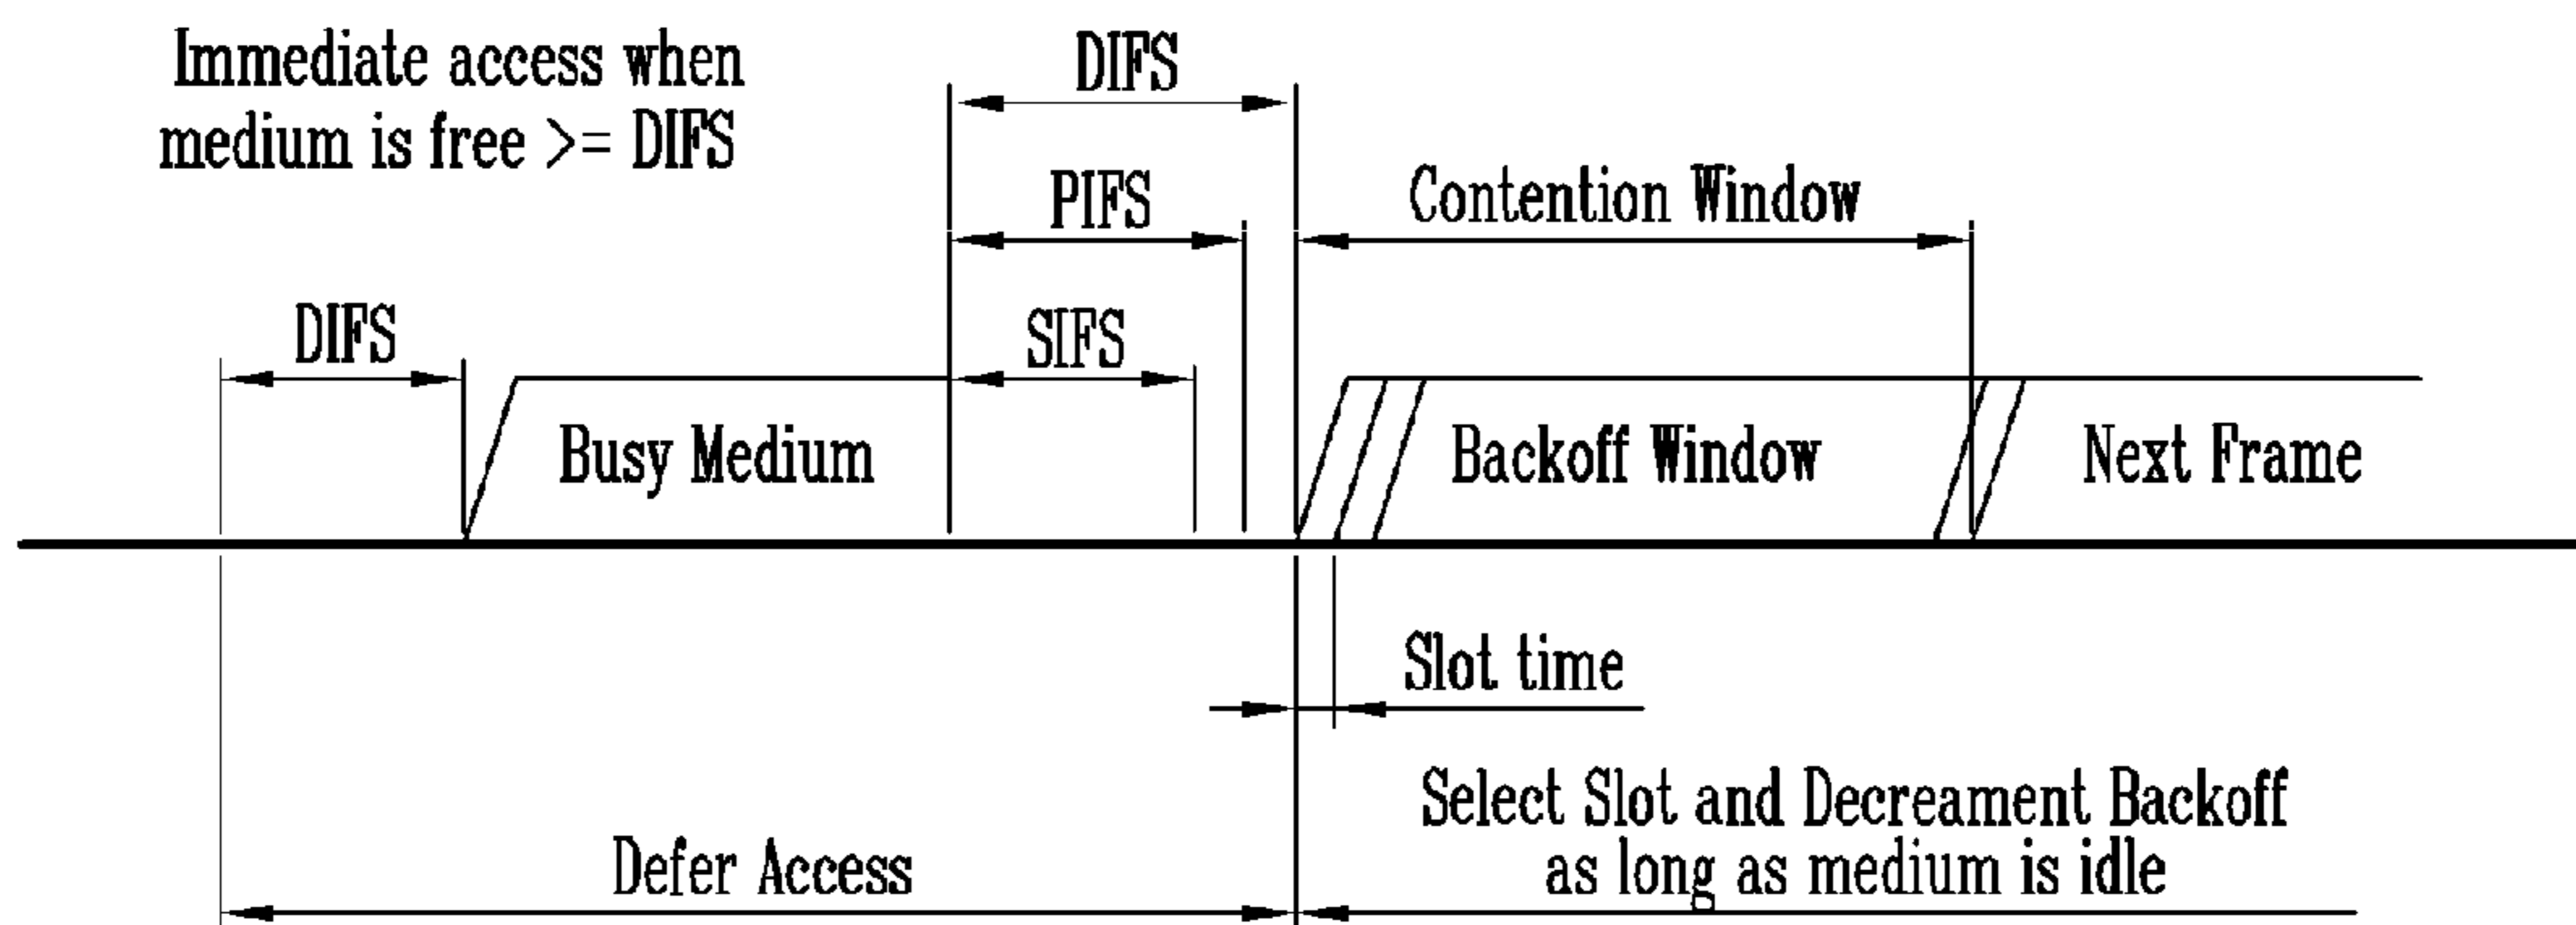 Immediate access when
medium is free >= DIFS
DIFS
PIFS
Contention Window
DIFS
SIFS
Busy Medium
Backoff Window
Next Frame
Slot time
Select Slot and Decreament Backoff
as long as medium is idle
Defer Access